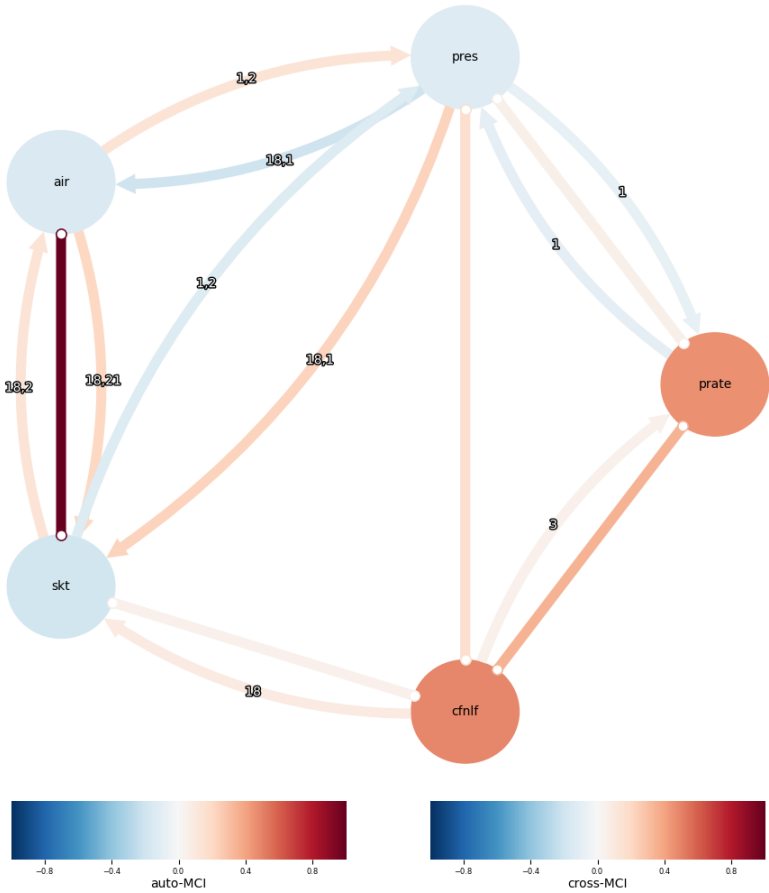 pres
1,2
18,1
air
1
1
1,2
18,1
18,2
18,21
prate
3
skt
18
cfnlf
−0.8 −0.4 0.0 0.4 0.8 −0.8 −0.4 0.0 0.4 0.8
auto-MCI cross-MCI